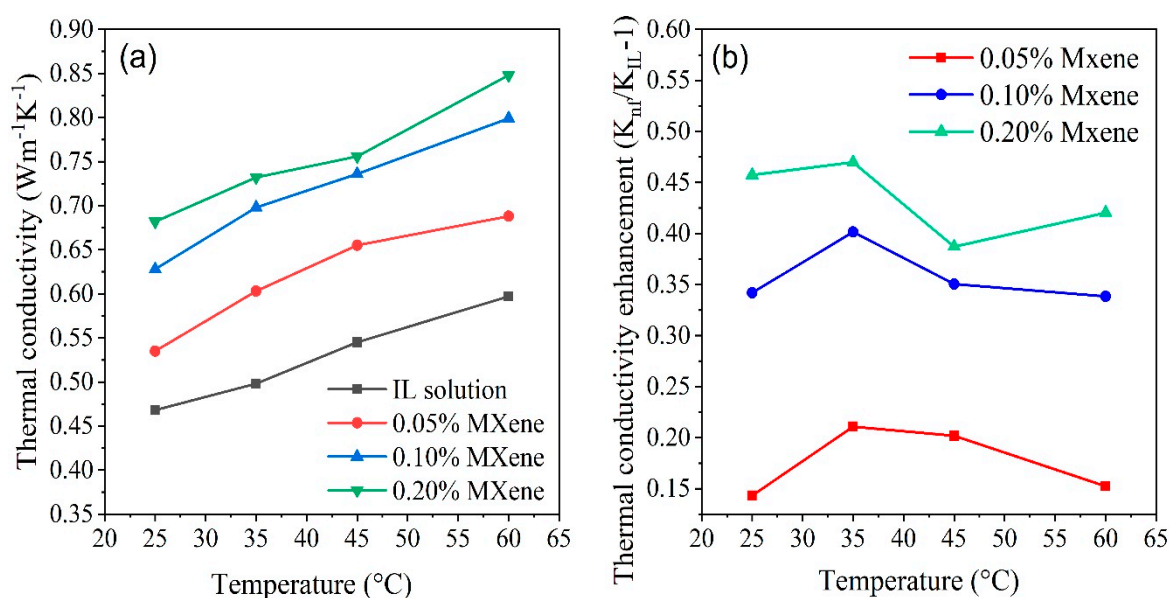 (a)
Thermal conductivity (Wm⁻¹K⁻¹)
0.90
0.85
0.80
0.75
0.70
0.65
0.60
0.55
0.50
0.45
0.40
0.35
IL solution
0.05% MXene
0.10% MXene
0.20% MXene
20 25 30 35 40 45 50 55 60 65
Temperature (°C)
(b)
Thermal conductivity enhancement (Kₙf/K_IL-1)
0.60
0.55
0.50
0.45
0.40
0.35
0.30
0.25
0.20
0.15
0.05% Mxene
0.10% Mxene
0.20% Mxene
20 25 30 35 40 45 50 55 60 65
Temperature (°C)